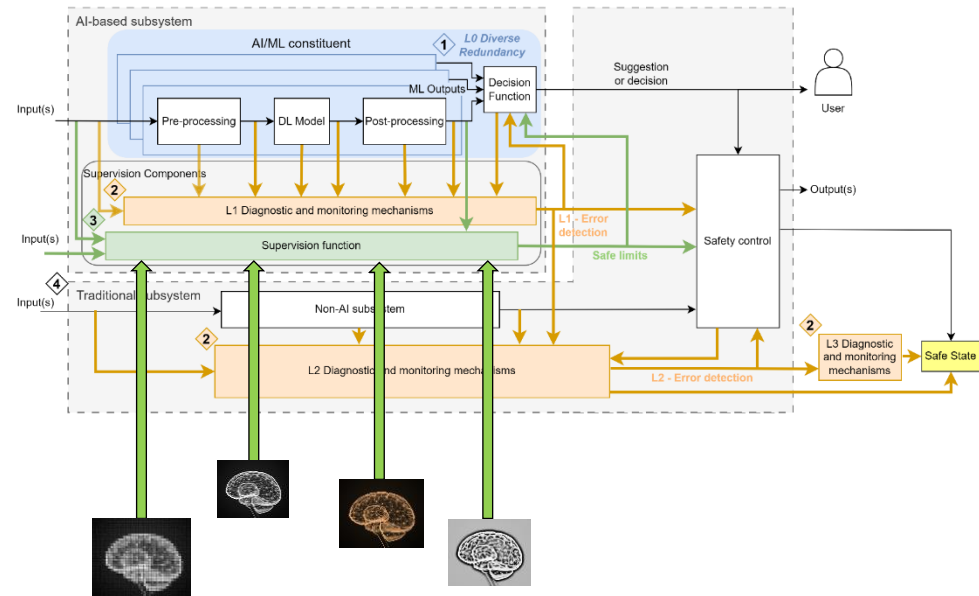 AI-based subsystem
AI/ML constituent
1
L0 Diverse
Redundancy
Suggestion
or decision
User
ML Outputs
Decision
Function
Input(s)
Pre-processing
DL Model
Post-processing
Supervision Components
2
L1 Diagnostic and monitoring mechanisms
L1 - Error
detection
3
Input(s)
Supervision function
Safe limits
Safety control
Output(s)
4
Input(s)
Traditional subsystem
Non-AI subsystem
2
L2 Diagnostic and monitoring mechanisms
L2 - Error detection
2
L3 Diagnostic
and monitoring
mechanisms
Safe State